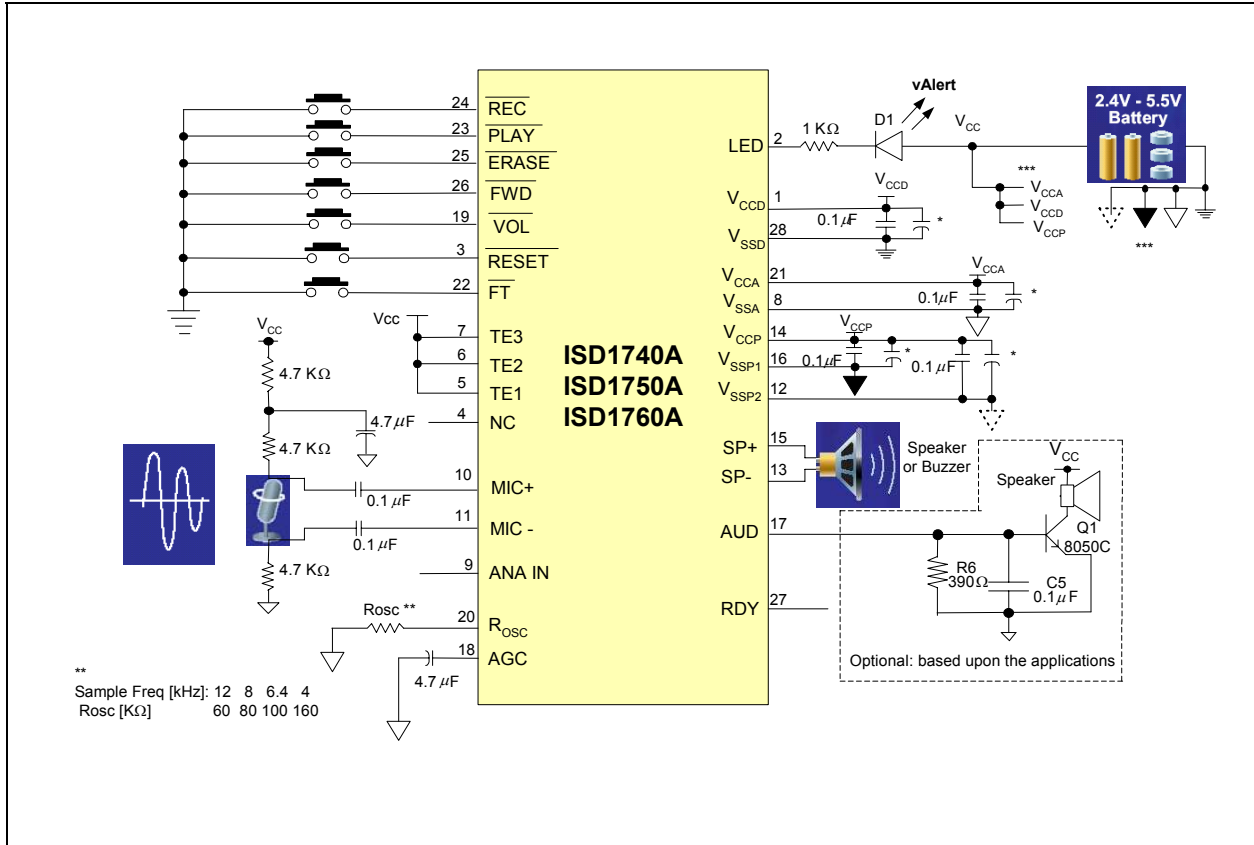 24 REC
23 PLAY
25 ERASE
26 FWD
19 VOL
3 RESET
22 FT
Vcc
7 TE3
6 TE2
5 TE1
4 NC
VCC
4.7 KΩ
4.7μF
4.7 KΩ
10 MIC+
0.1 μF
11 MIC -
0.1 μF
4.7 KΩ
9 ANA IN
Rosc **
20 ROSC
18 AGC
4.7 μF
**
Sample Freq [kHz]: 12 8 6.4 4
Rosc [KΩ] 60 80 100 160
ISD1740A
ISD1750A
ISD1760A
vAlert
D1
LED 2 1 KΩ
VCC
2.4V - 5.5V
Battery
***
VCCA
VCCD
VCCP
***
VCCD
VCCD 1
0.1μF *
VSSD 28
VCCA
VCCA 21
0.1μF *
VSSA 8
VCCP 14
VCCP
VSSP1 16
0.1μF * 0.1μF *
VSSP2 12
SP+ 15
SP- 13
Speaker
or Buzzer
VCC
Speaker
AUD 17
Q1
8050C
R6
390Ω
C5
0.1μF
RDY 27
Optional: based upon the applications